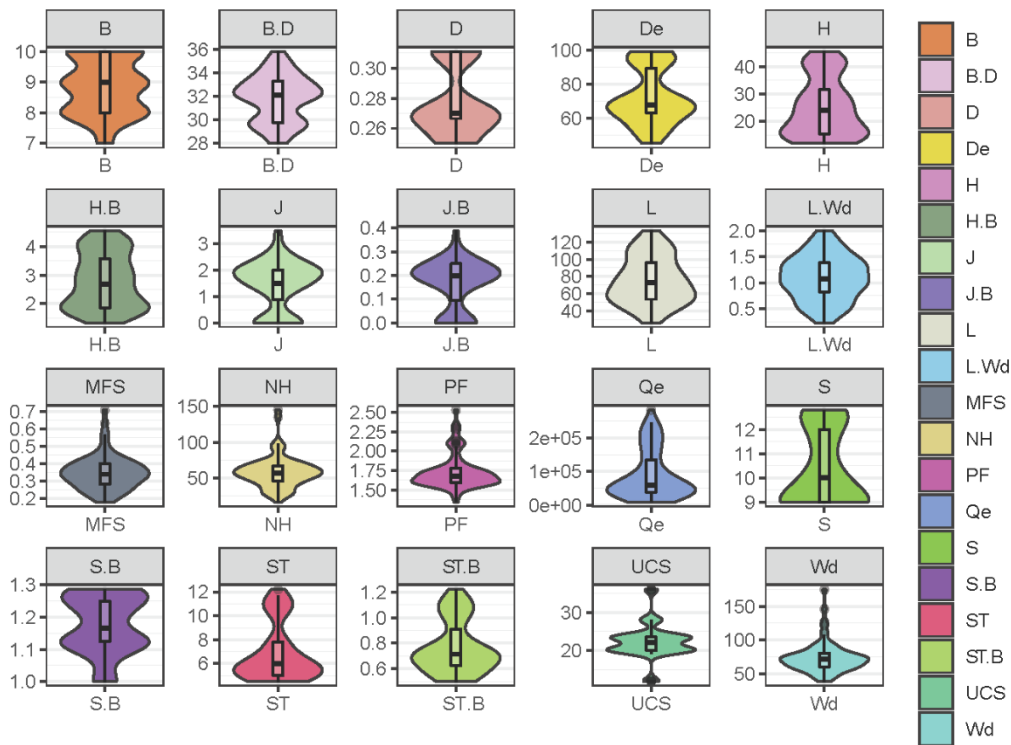 B B.D D De H
10
9
8
7
36
34
32
30
28
0.30
0.28
0.26
100
80
60
40
30
20
B B.D D De H
H.B J J.B L L.Wd
4
3
2
3
2
1
0
0.4
0.3
0.2
0.1
0.0
120
100
80
60
40
2.0
1.5
1.0
0.5
H.B J J.B L L.Wd
MFS NH PF Qe S
0.7
0.6
0.5
0.4
0.3
0.2
150
100
50
2.50
2.25
2.00
1.75
1.50
2e+05
1e+05
0e+00
12
11
10
9
MFS NH PF Qe S
S.B ST ST.B UCS Wd
1.3
1.2
1.1
1.0
12
10
8
6
1.2
1.0
0.8
0.6
30
20
150
100
50
S.B ST ST.B UCS Wd
B
B.D
D
De
H
H.B
J
J.B
L
L.Wd
MFS
NH
PF
Qe
S
S.B
ST
ST.B
UCS
Wd